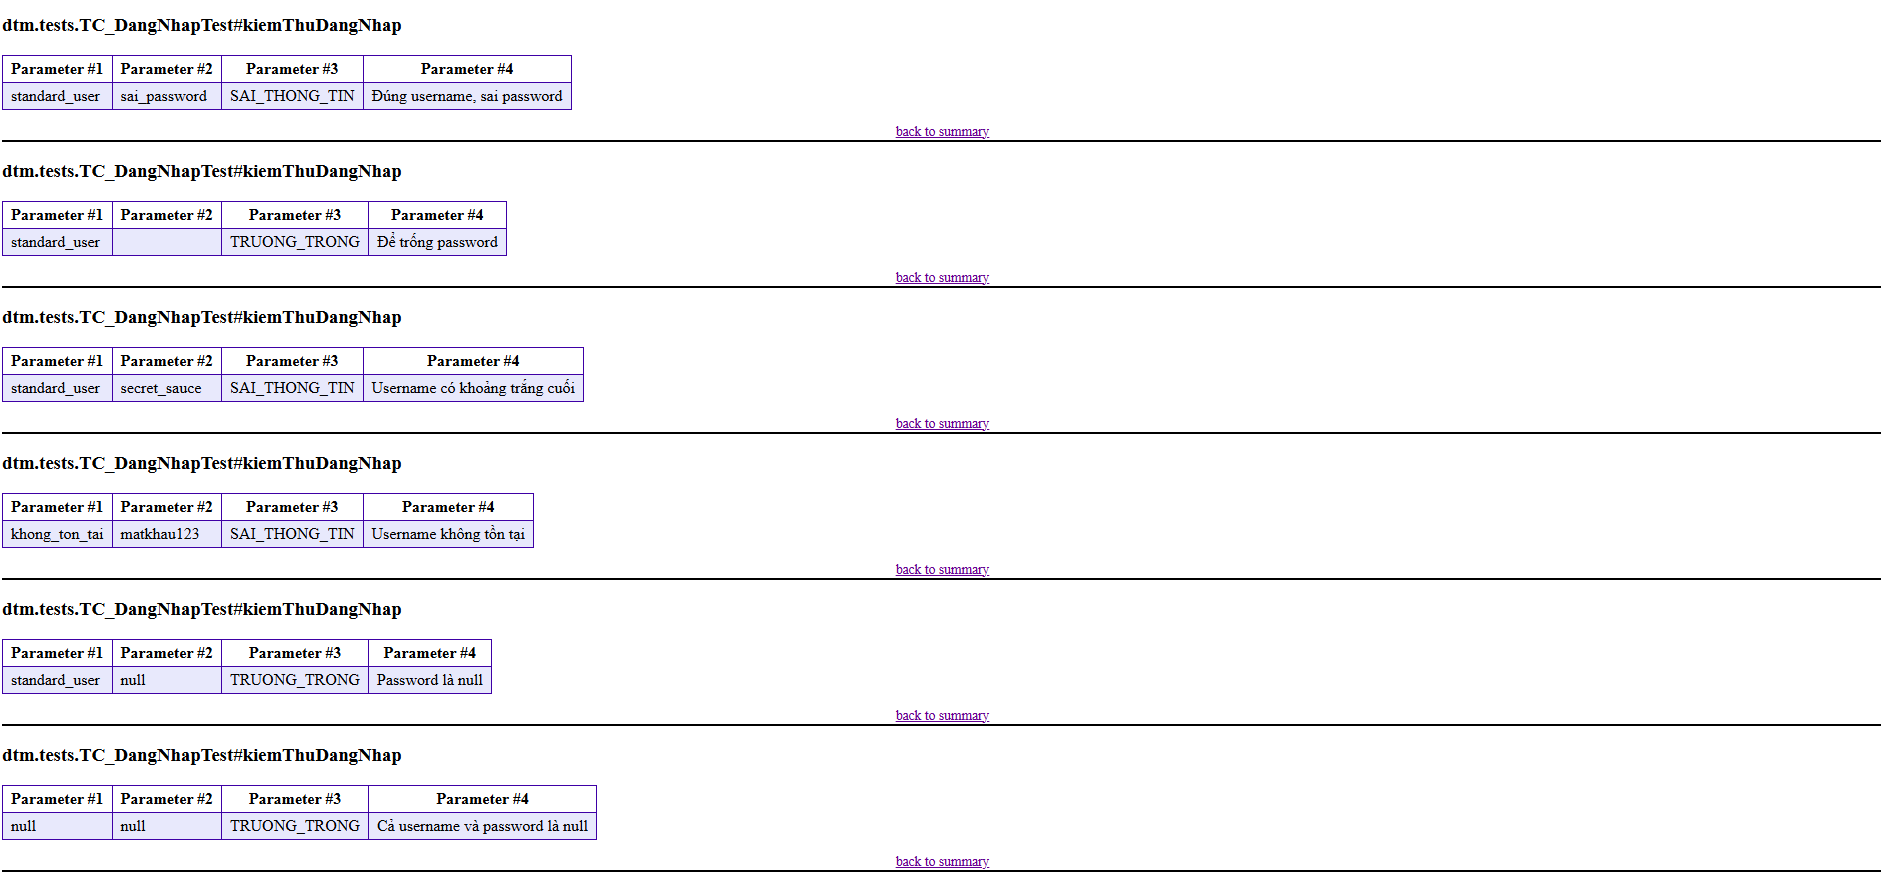 dtm.tests.TC_DangNhapTest#kiemThuDangNhap
Parameter #1 Parameter #2 Parameter #3 Parameter #4
standard_user sai_password SAI_THONG_TIN Đúng username, sai password
back to summary
dtm.tests.TC_DangNhapTest#kiemThuDangNhap
Parameter #1 Parameter #2 Parameter #3 Parameter #4
standard_user TRUONG_TRONG Để trống password
back to summary
dtm.tests.TC_DangNhapTest#kiemThuDangNhap
Parameter #1 Parameter #2 Parameter #3 Parameter #4
standard_user secret_sauce SAI_THONG_TIN Username có khoảng trắng cuối
back to summary
dtm.tests.TC_DangNhapTest#kiemThuDangNhap
Parameter #1 Parameter #2 Parameter #3 Parameter #4
khong_ton_tai matkhau123 SAI_THONG_TIN Username không tồn tại
back to summary
dtm.tests.TC_DangNhapTest#kiemThuDangNhap
Parameter #1 Parameter #2 Parameter #3 Parameter #4
standard_user null TRUONG_TRONG Password là null
back to summary
dtm.tests.TC_DangNhapTest#kiemThuDangNhap
Parameter #1 Parameter #2 Parameter #3 Parameter #4
null null TRUONG_TRONG Cả username và password là null
back to summary